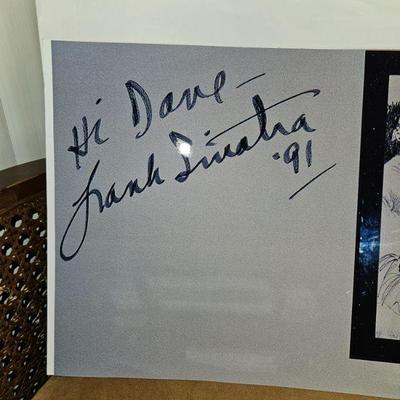 Hi Dave-
Frank Sinatra
'91